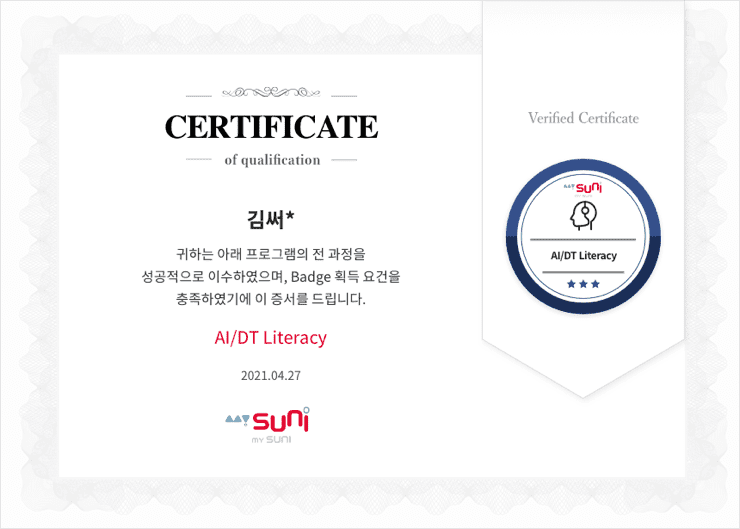 CERTIFICATE
of qualification
김써*
귀하는 아래 프로그램의 전 과정을
성공적으로 이수하였으며, Badge 획득 요건을
충족하였기에 이 증서를 드립니다.
AI/DT Literacy
2021.04.27
SUNI
MY SUNI
Verified Certificate
SUNI
AI/DT Literacy